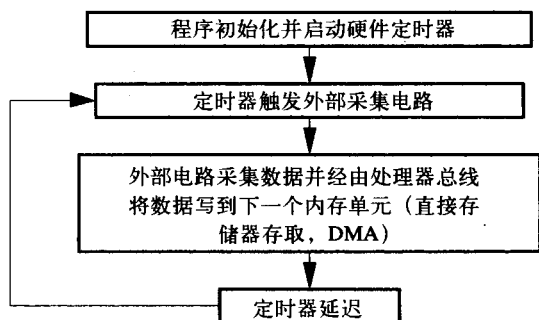 程序初始化并启动硬件定时器
定时器触发外部采集电路
外部电路采集数据并经由处理器总线
将数据写到下一个内存单元（直接存
储器存取，DMA）
定时器延迟